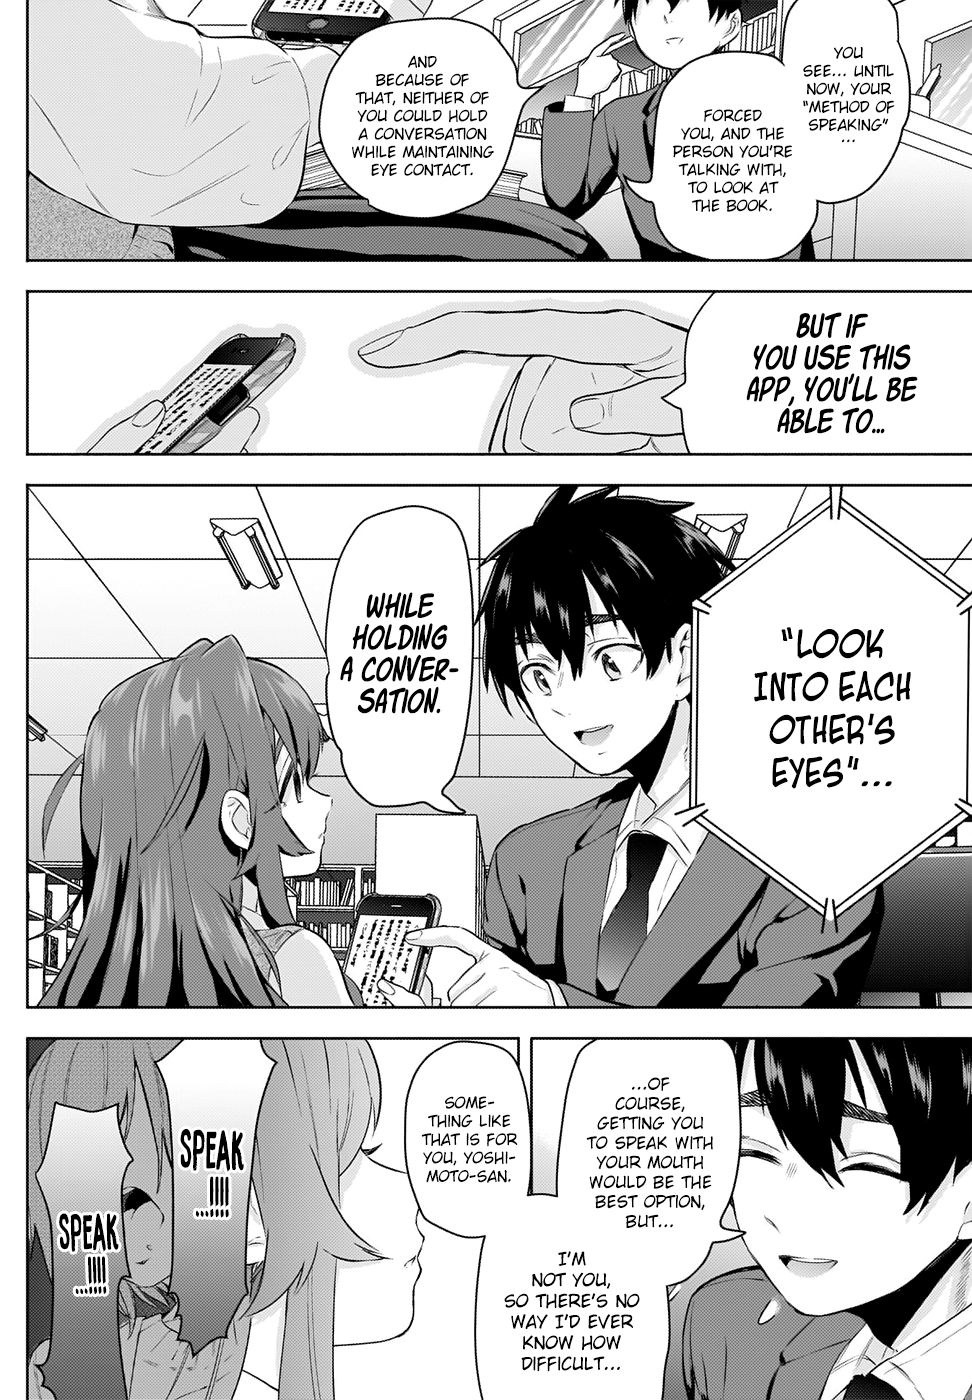 YOU
SEE... UNTIL
NOW, YOUR
"METHOD OF
SPEAKING"
...
FORCED
YOU, AND THE
PERSON YOU'RE
TALKING WITH,
TO LOOK AT
THE BOOK.
AND
BECAUSE OF
THAT, NEITHER OF
YOU COULD HOLD
A CONVERSATION
WHILE MAINTAINING
EYE CONTACT.
BUT IF
YOU USE THIS
APP, YOU'LL BE
ABLE TO...
"LOOK
INTO EACH
OTHER'S
EYES"...
WHILE
HOLDING
A CONVER-
SATION.
...OF
COURSE,
GETTING YOU
TO SPEAK WITH
YOUR MOUTH
WOULD BE THE
BEST OPTION,
BUT...
I'M
NOT YOU,
SO THERE'S NO
WAY I'D EVER
KNOW HOW
DIFFICULT...
SOME-
THING LIKE
THAT IS FOR
YOU, YOSHI-
MOTO-SAN.
SPEAK
...!!!!
SPEAK
...!!!!